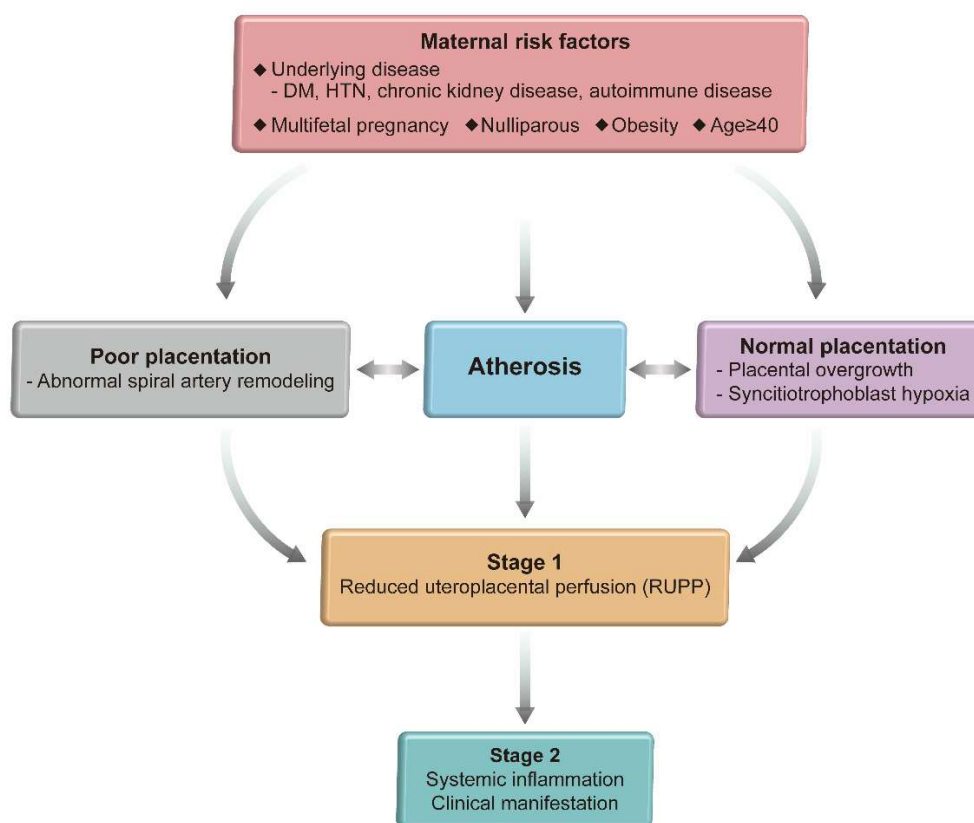 Maternal risk factors
◆ Underlying disease
- DM, HTN, chronic kidney disease, autoimmune disease
◆ Multifetal pregnancy ◆ Nulliparous ◆ Obesity ◆ Age≥40
Poor placentation
- Abnormal spiral artery remodeling
Atherosis
Normal placentation
- Placental overgrowth
- Syncitiotrophoblast hypoxia
Stage 1
Reduced uteroplacental perfusion (RUPP)
Stage 2
Systemic inflammation
Clinical manifestation